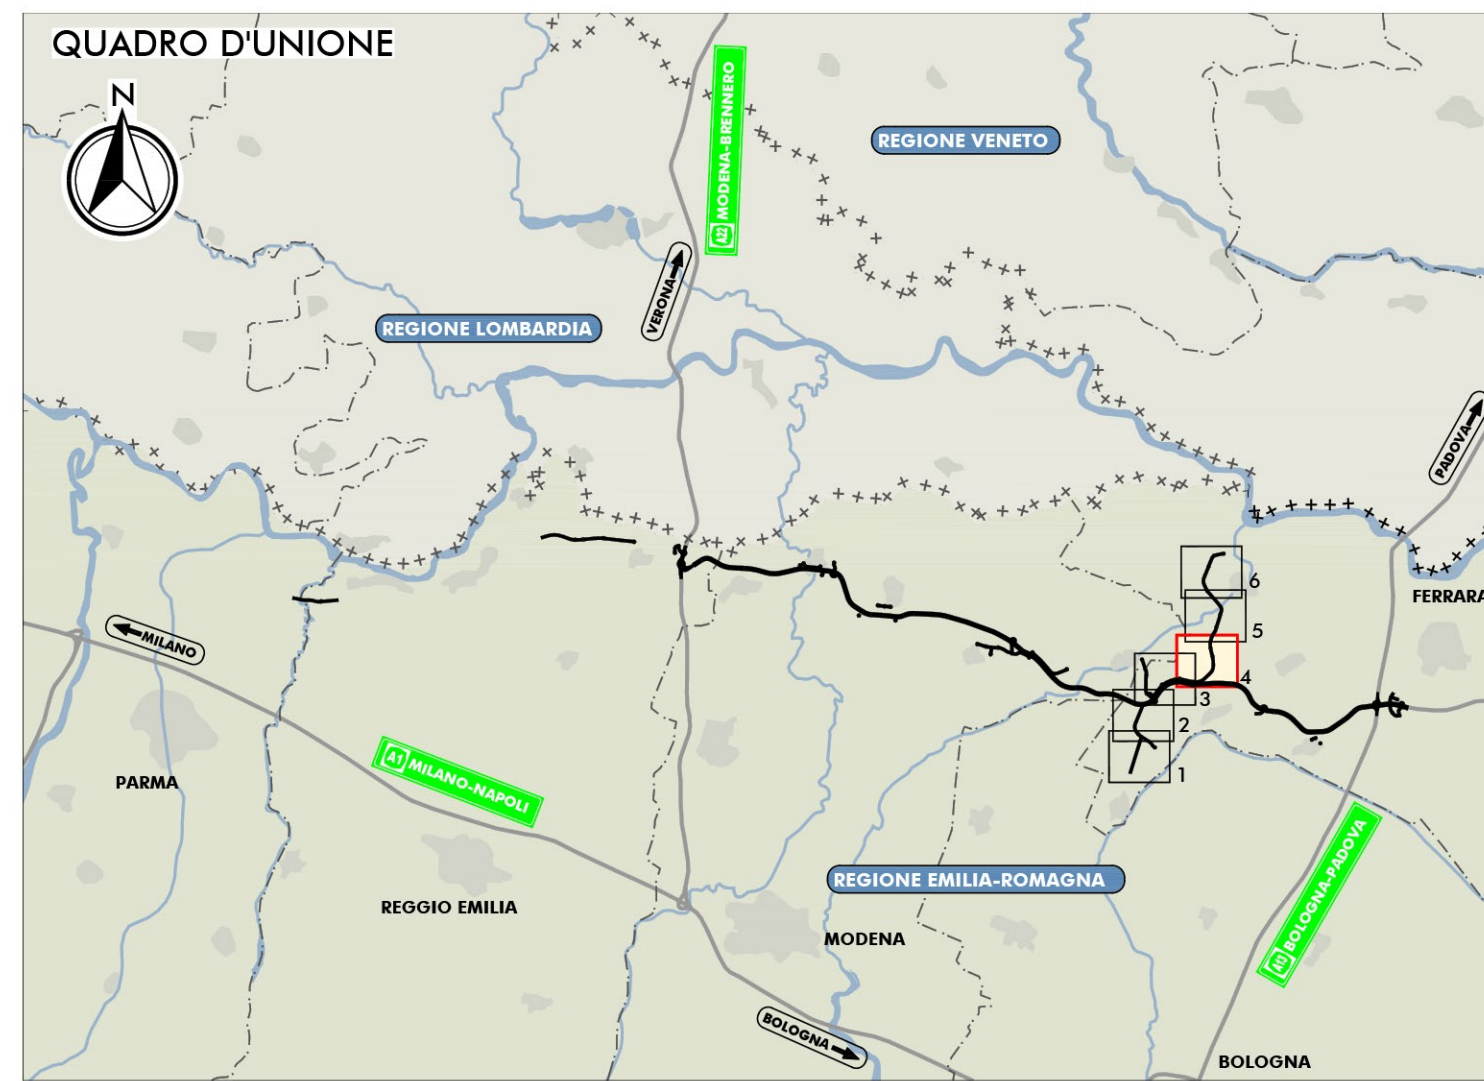 QUADRO D'UNIONE
N
A22 MODENA-BRENNERO
REGIONE VENETO
VERONA
REGIONE LOMBARDIA
PADOVA
6
FERRARA
5
MILANO
4
3
2
1
PARMA
A1 MILANO-NAPOLI
A13 BOLOGNA-PADOVA
REGIONE EMILIA-ROMAGNA
REGGIO EMILIA
MODENA
BOLOGNA
BOLOGNA